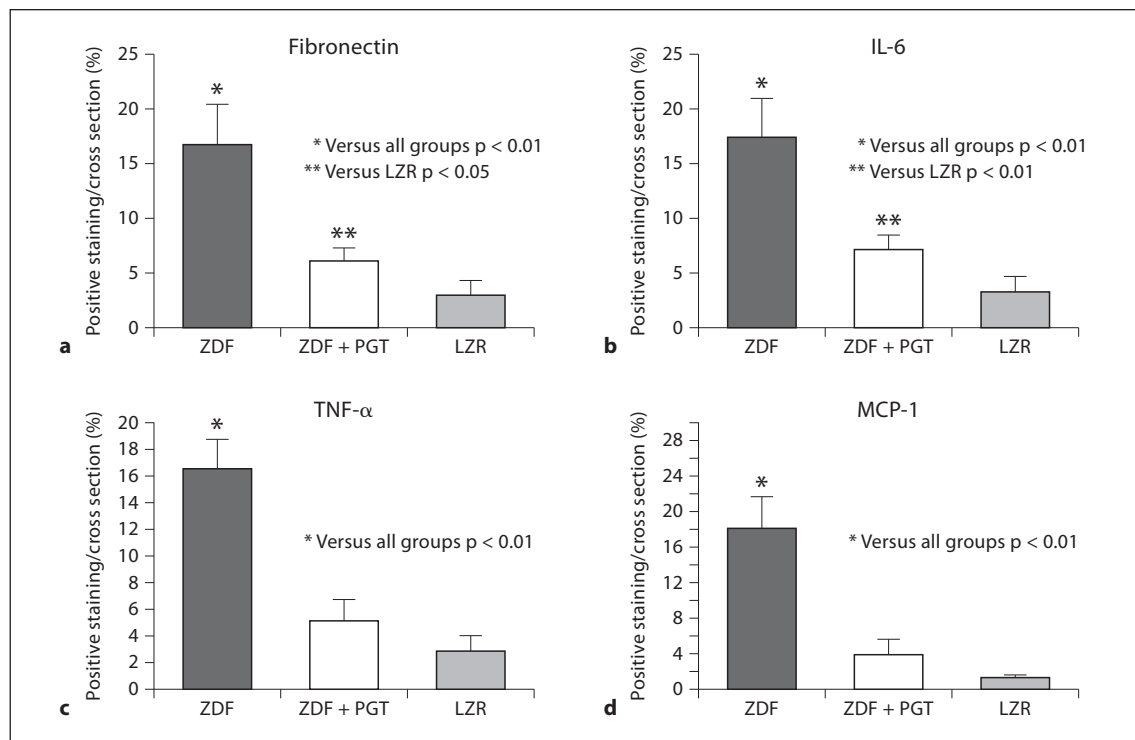 Fibronectin
Positive staining/cross section (%)
25
20
15
10
5
0
*
**
* Versus all groups p < 0.01
** Versus LZR p < 0.05
ZDF
ZDF + PGT
LZR
a
IL-6
Positive staining/cross section (%)
25
20
15
10
5
0
*
**
* Versus all groups p < 0.01
** Versus LZR p < 0.01
ZDF
ZDF + PGT
LZR
b
TNF-α
Positive staining/cross section (%)
20
18
16
14
12
10
8
6
4
2
0
*
* Versus all groups p < 0.01
ZDF
ZDF + PGT
LZR
c
MCP-1
Positive staining/cross section (%)
28
24
20
16
12
8
4
0
*
* Versus all groups p < 0.01
ZDF
ZDF + PGT
LZR
d